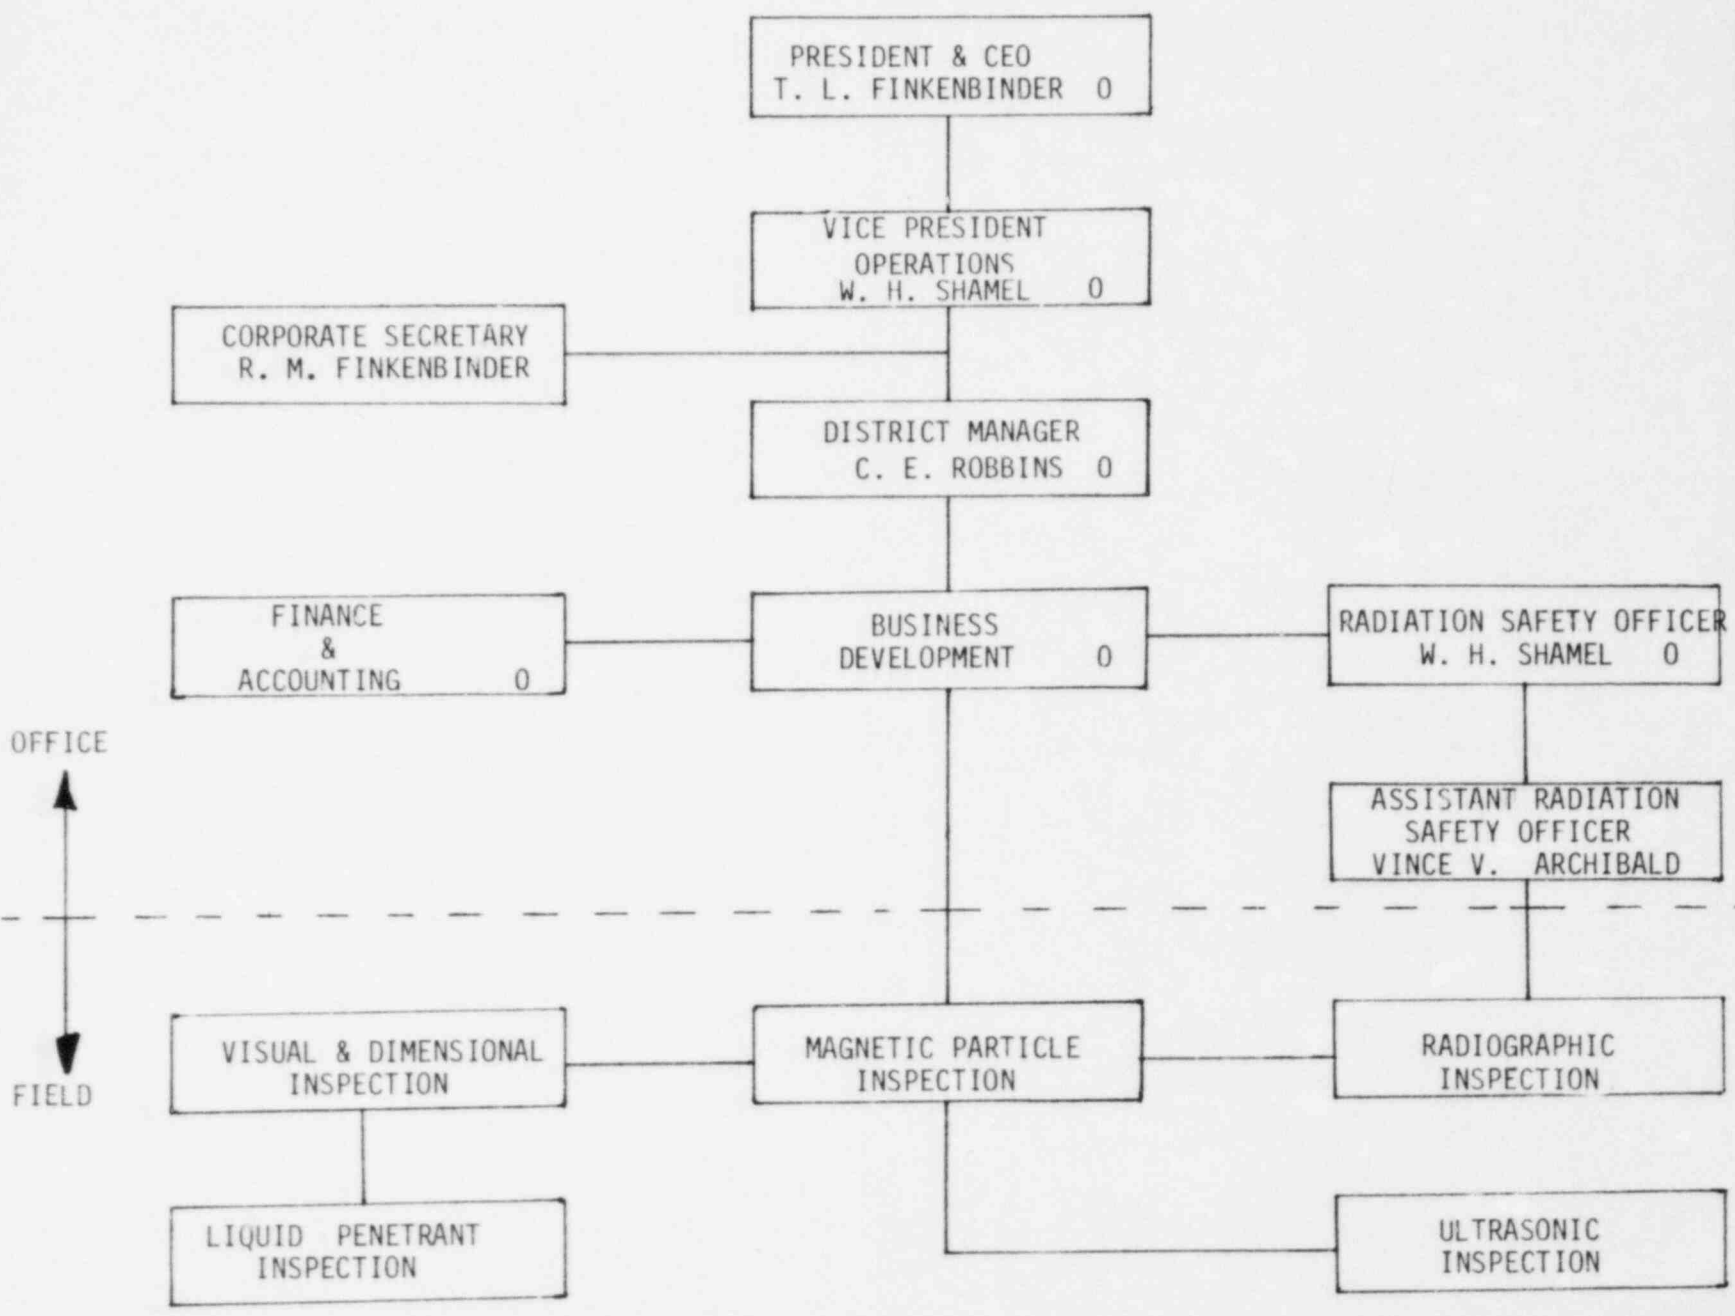 PRESIDENT & CEO
T. L. FINKENBINDER 0
VICE PRESIDENT
OPERATIONS
W. H. SHAMEL 0
CORPORATE SECRETARY
R. M. FINKENBINDER
DISTRICT MANAGER
C. E. ROBBINS 0
FINANCE
&
ACCOUNTING 0
BUSINESS
DEVELOPMENT 0
RADIATION SAFETY OFFICER
W. H. SHAMEL 0
OFFICE
ASSISTANT RADIATION
SAFETY OFFICER
VINCE V. ARCHIBALD
FIELD
VISUAL & DIMENSIONAL
INSPECTION
MAGNETIC PARTICLE
INSPECTION
RADIOGRAPHIC
INSPECTION
LIQUID PENETRANT
INSPECTION
ULTRASONIC
INSPECTION